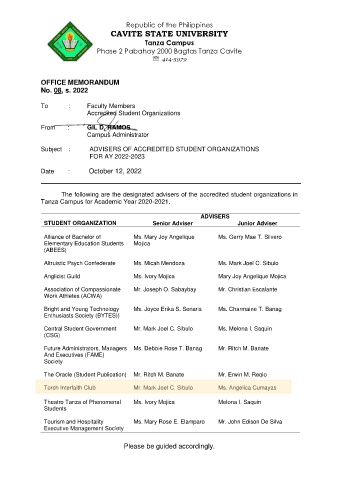 Republic of the Philippines
CAVITE STATE UNIVERSITY
Tanza Campus
Phase 2 Pabahay 2000 Bagtas Tanza Cavite
☏ 414-3979
OFFICE MEMORANDUM
No. 08, s. 2022
To : Faculty Members
Accredited Student Organizations
From : GIL D. RAMOS
Campus Administrator
Subject : ADVISERS OF ACCREDITED STUDENT ORGANIZATIONS
FOR AY 2022-2023
Date : October 12, 2022
The following are the designated advisers of the accredited student organizations in
Tanza Campus for Academic Year 2020-2021.
ADVISERS
STUDENT ORGANIZATION Senior Adviser Junior Adviser
Alliance of Bachelor of Ms. Mary Joy Angelique Ms. Gerry Mae T. Silvero
Elementary Education Students Mojica
(ABEES)
Altruistic Psych Confederate Ms. Micah Mendoza Ms. Mark Joel C. Sibulo
Anglicist Guild Ms. Ivory Mojica Mary Joy Angelique Mojica
Association of Compassionate Mr. Joseph O. Sabaybay Mr. Christian Escalante
Work Athletes (ACWA)
Bright and Young Technology Ms. Joyce Erika S. Senaris Ms. Charmaine T. Banag
Enthusiasts Society (BYTES))
Central Student Government Mr. Mark Joel C. Sibulo Ms. Melona I. Saquin
(CSG)
Future Administrators, Managers Ms. Debbie Rose T. Banag Mr. Ritch M. Banate
And Executives (FAME)
Society
The Oracle (Student Publication) Mr. Ritch M. Banate Mr. Erwin M. Regio
Torch Interfaith Club Mr. Mark Joel C. Sibulo Ms. Angelica Cumayas
Theatro Tanza of Phenomenal Ms. Ivory Mojica Melona I. Saquin
Students
Tourism and Hospitality Ms. Mary Rose E. Elamparo Mr. John Edison De Silva
Executive Management Society
Please be guided accordingly.